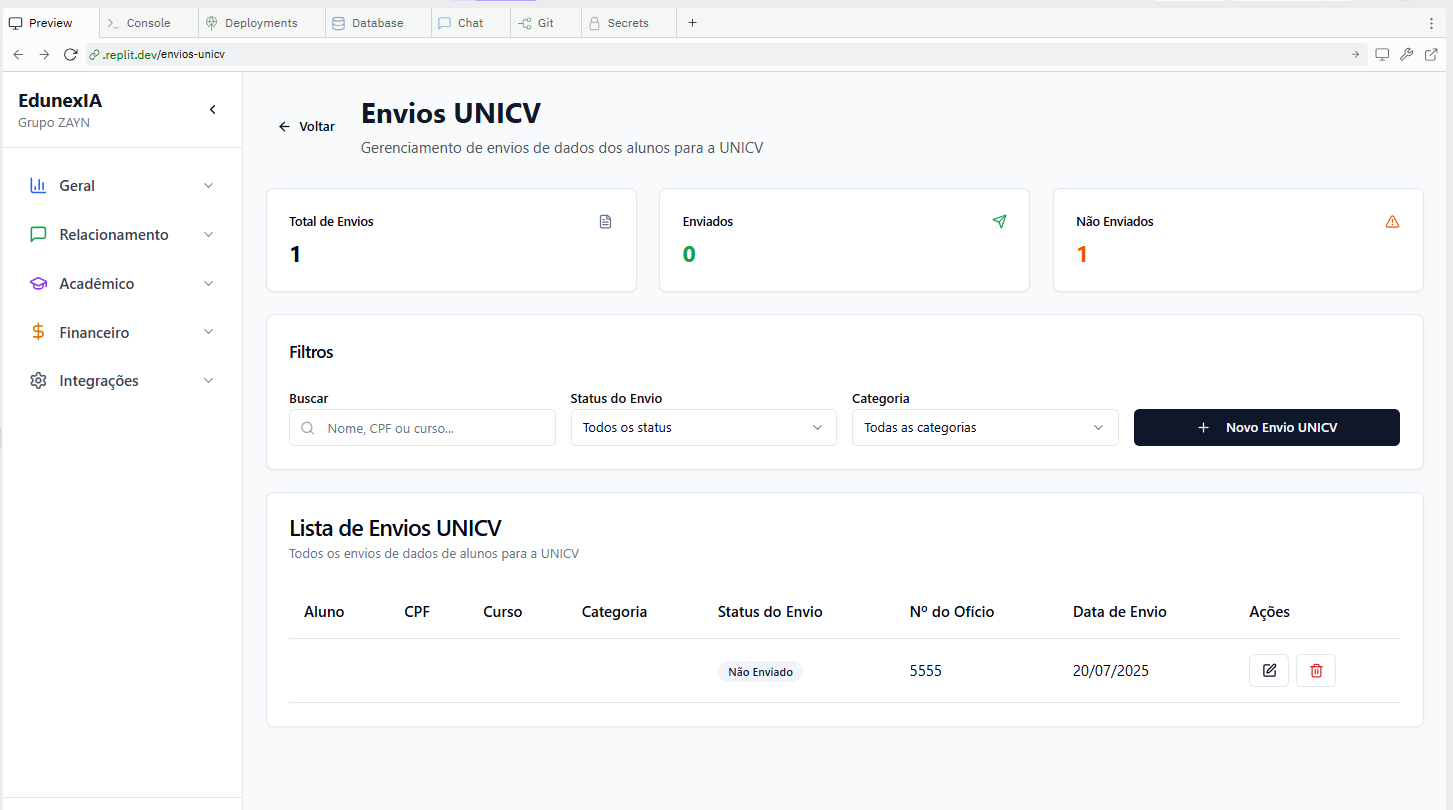 Preview Console Deployments Database Chat Git Secrets
.replit.dev/envios-unicv
EdunexIA
Grupo ZAYN
Geral
Relacionamento
Acadêmico
Financeiro
Integrações
Voltar
Envios UNICV
Gerenciamento de envios de dados dos alunos para a UNICV
Total de Envios
1
Enviados
0
Não Enviados
1
Filtros
Buscar
Nome, CPF ou curso...
Status do Envio
Todos os status
Categoria
Todas as categorias
+ Novo Envio UNICV
Lista de Envios UNICV
Todos os envios de dados de alunos para a UNICV
Aluno CPF Curso Categoria Status do Envio Nº do Ofício Data de Envio Ações
Não Enviado 5555 20/07/2025